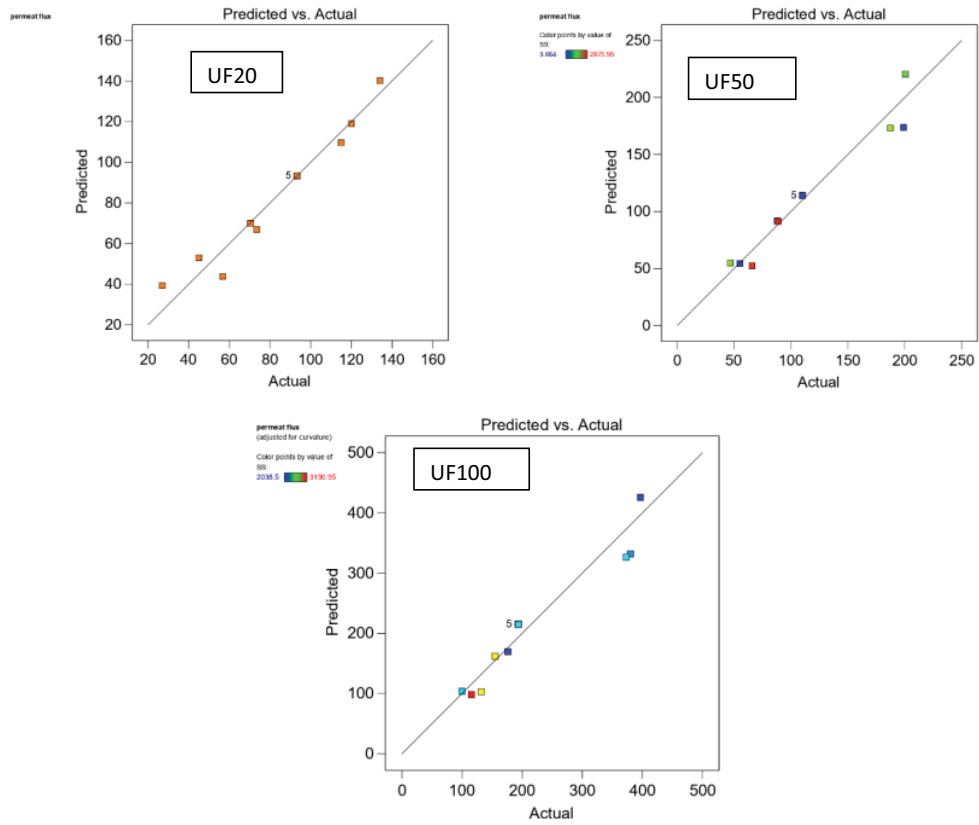 permeat flux
Predicted vs. Actual
UF20
160
140
120
100
80
60
40
20
5
Predicted
20 40 60 80 100 120 140 160
Actual
permeat flux
Color points by value of
SS:
3.664 2875.95
Predicted vs. Actual
UF50
250
200
150
100
50
0
5
Predicted
0 50 100 150 200 250
Actual
permeat flux
(adjusted for curvature)
Color points by value of
SS:
2038.5 3190.95
Predicted vs. Actual
UF100
500
400
300
200
100
0
5
Predicted
0 100 200 300 400 500
Actual